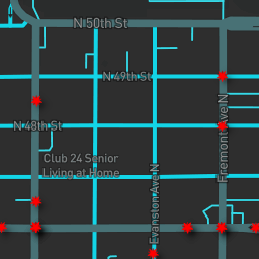 N 50th St
N 49th St
N 48th St
Club 24 Senior
Living at Home
Evanston Ave N
Fremont Ave N